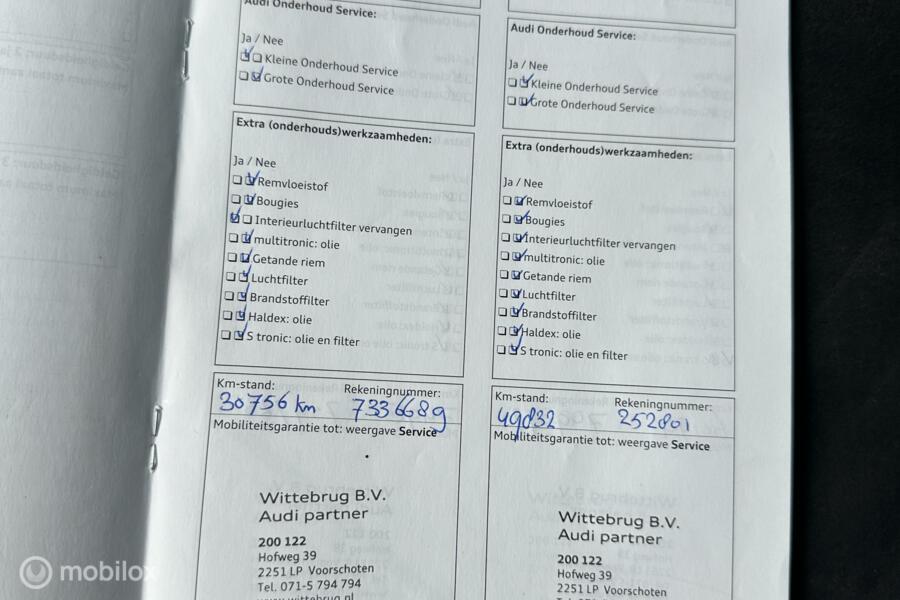 Audi Onderhoud Service:
Ja / Nee
Kleine Onderhoud Service
Grote Onderhoud Service
Extra (onderhouds)werkzaamheden:
Ja / Nee
Remvloeistof
Bougies
Interieurluchtfilter vervangen
multitronic: olie
Getande riem
Luchtfilter
Brandstoffilter
Haldex: olie
S tronic: olie en filter
Km-stand: Rekeningnummer:
30756 km 7336689
Mobiliteitsgarantie tot: weergave Service
Wittebrug B.V.
Audi partner
200 122
Hofweg 39
2251 LP Voorschoten
Tel. 071-5 794 794
www.wittebrug.nl
Audi Onderhoud Service:
Ja / Nee
Kleine Onderhoud Service
Grote Onderhoud Service
Extra (onderhouds)werkzaamheden:
Ja / Nee
Remvloeistof
Bougies
Interieurluchtfilter vervangen
multitronic: olie
Getande riem
Luchtfilter
Brandstoffilter
Haldex: olie
S tronic: olie en filter
Km-stand: Rekeningnummer:
49832 252801
Mobiliteitsgarantie tot: weergave Service
Wittebrug B.V.
Audi partner
200 122
Hofweg 39
2251 LP Voorschoten
mobilox